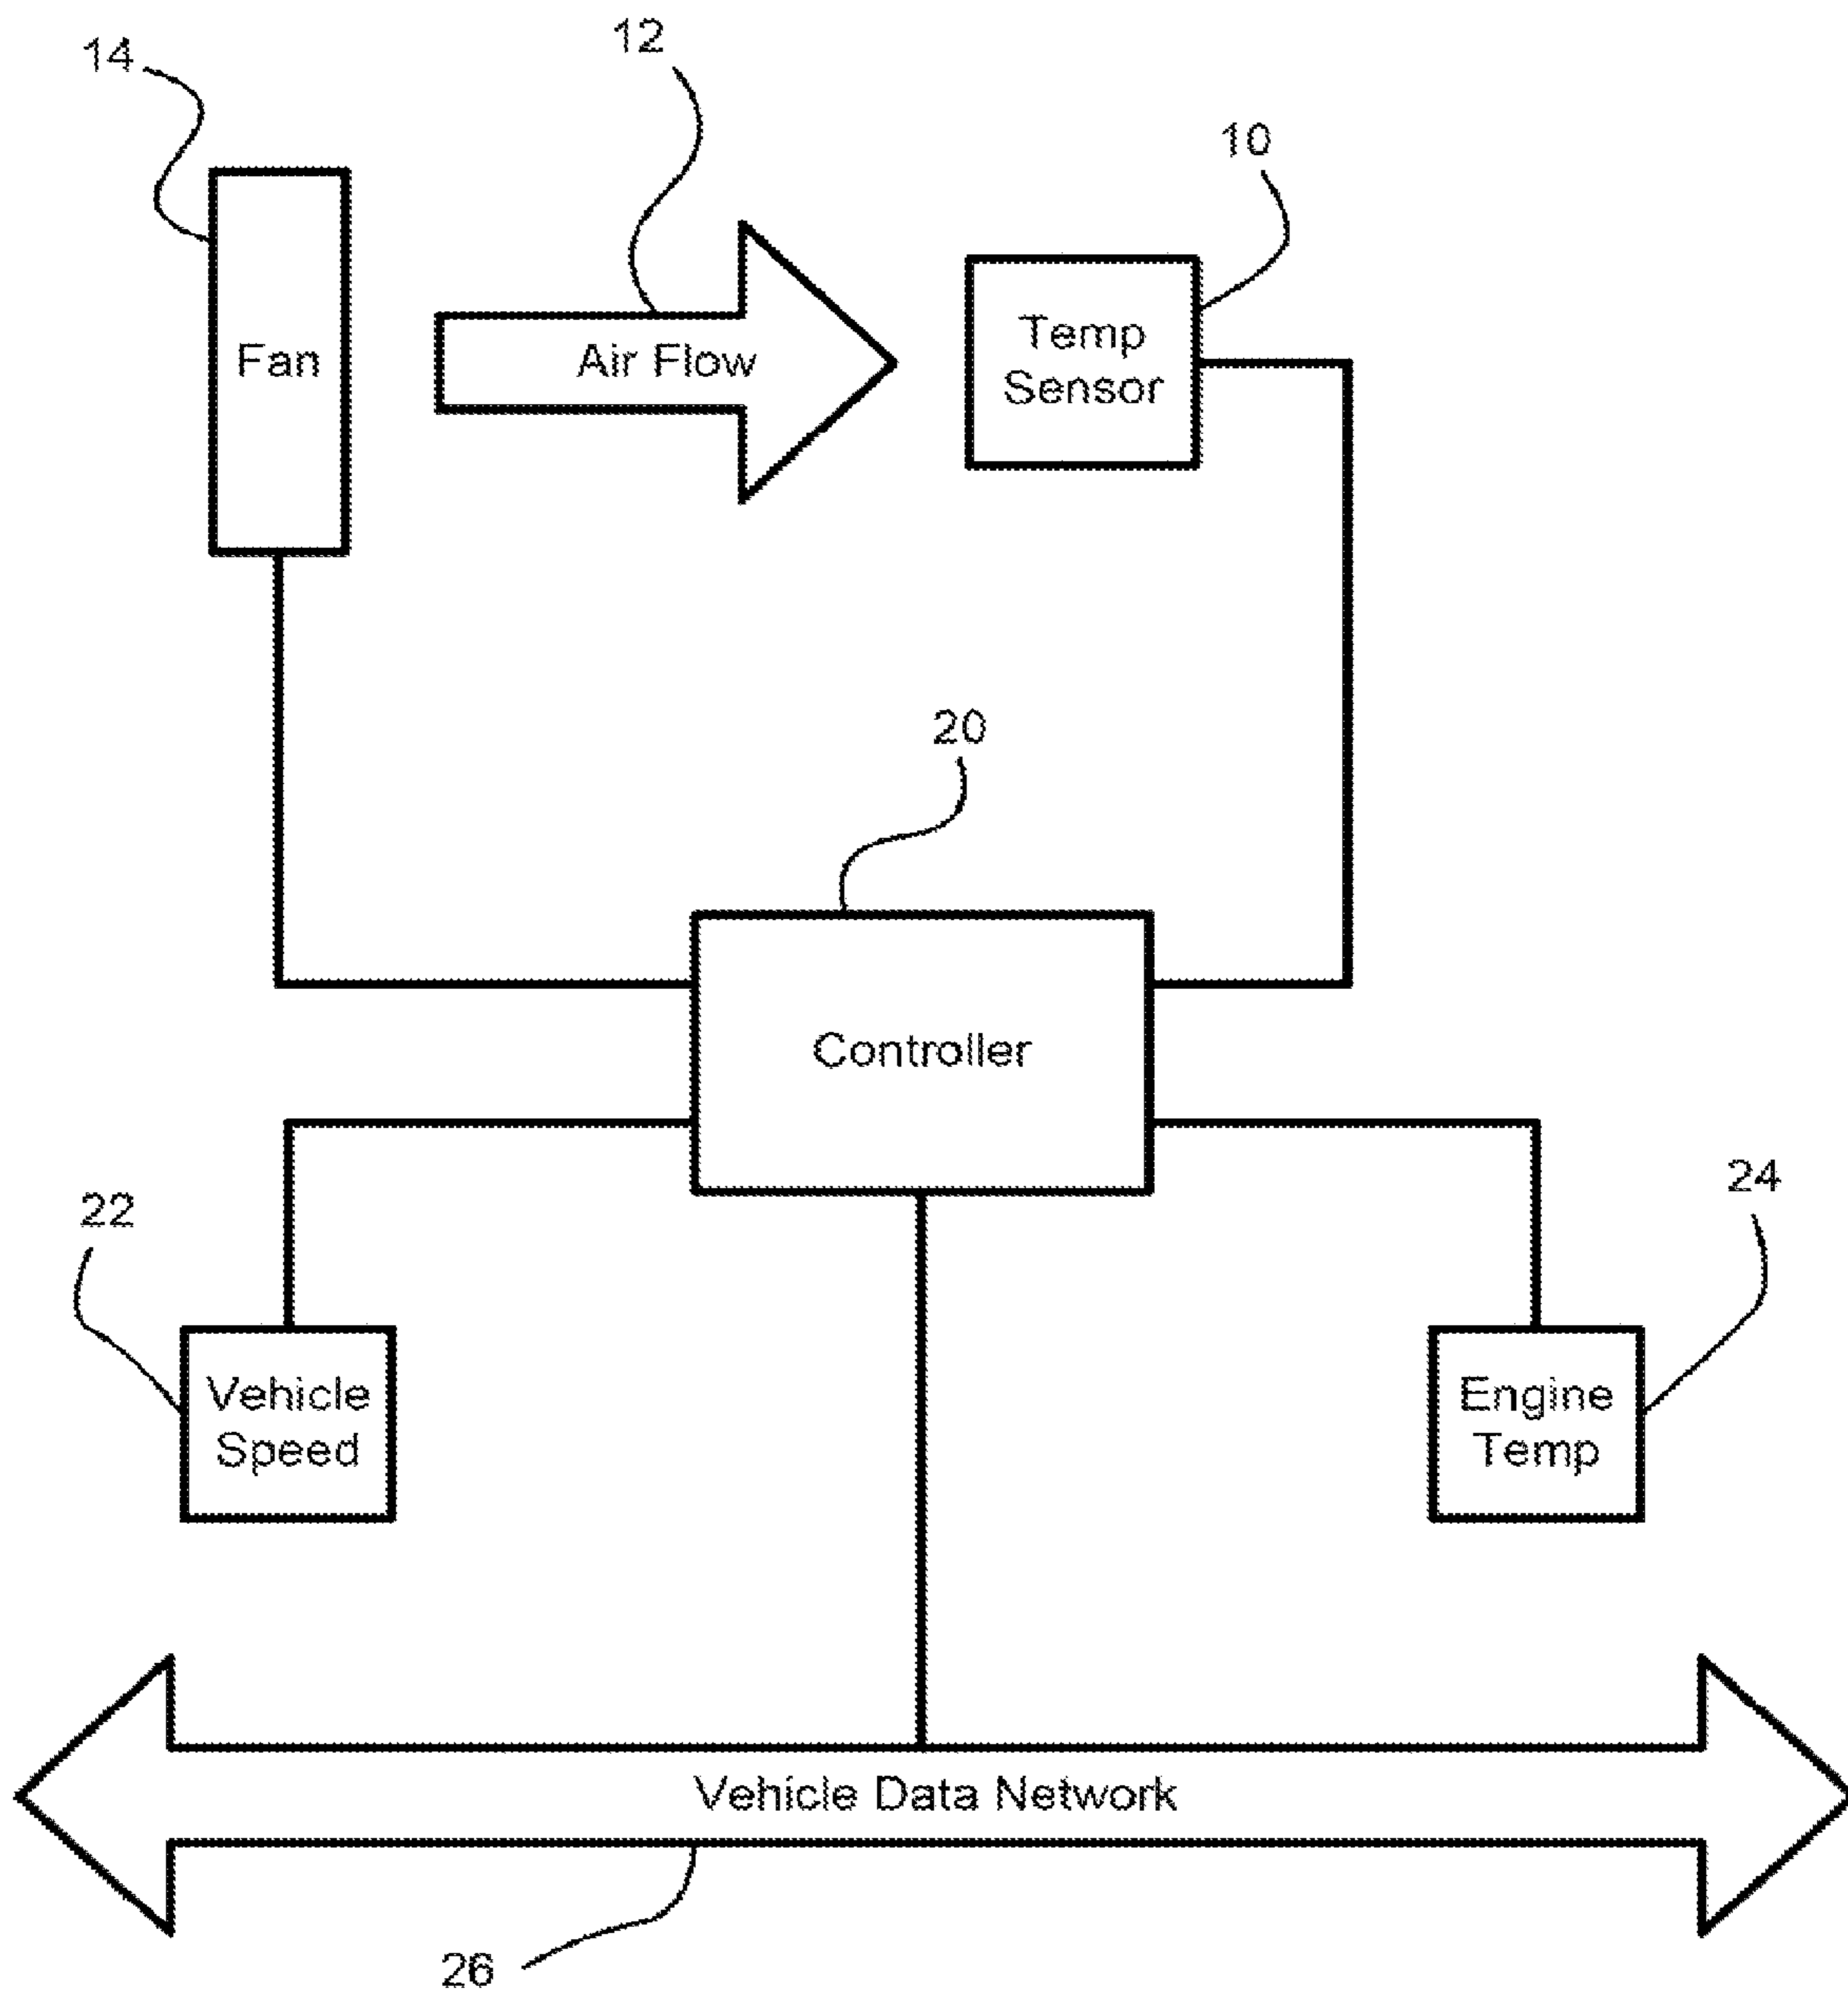 14
12
10
Fan
Air Flow
Temp
Sensor
20
Controller
22
24
Vehicle
Speed
Engine
Temp
Vehicle Data Network
26